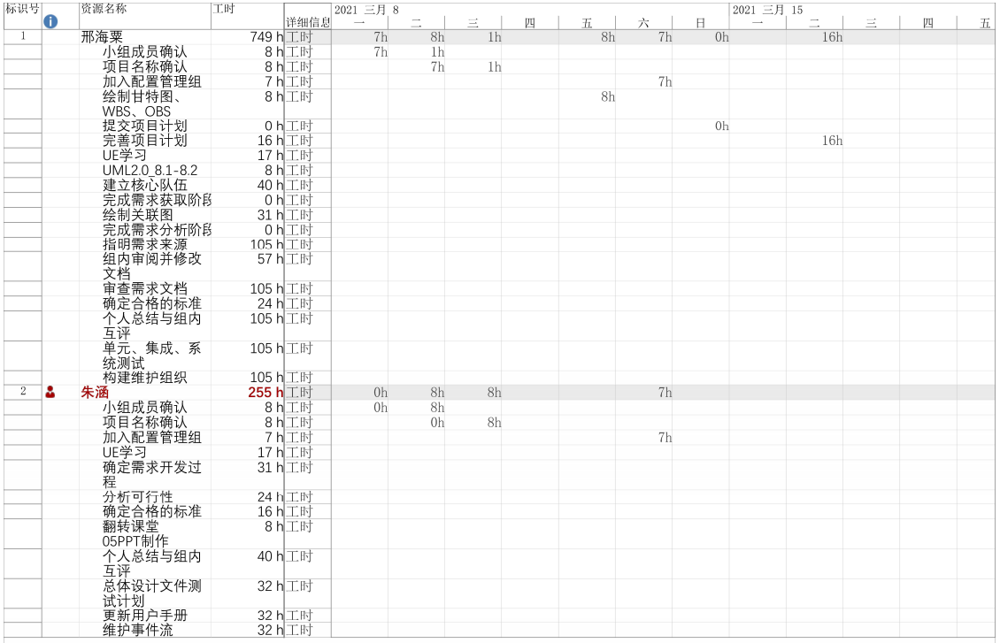 标识号 资源名称 工时 详细信息 2021 三月 8 2021 三月 15
一 二 三 四 五 六 日 一 二 三 四 五
1 邢海粟 749 h 工时 7h 8h 1h 8h 7h 0h 16h
小组成员确认 8 h 工时 7h 1h
项目名称确认 8 h 工时 7h 1h
加入配置管理组 7 h 工时 7h
绘制甘特图、 8 h 工时 8h
WBS、OBS
提交项目计划 0 h 工时 0h
完善项目计划 16 h 工时 16h
UE学习 17 h 工时
UML2.0_8.1-8.2 8 h 工时
建立核心队伍 40 h 工时
完成需求获取阶段 0 h 工时
绘制关联图 31 h 工时
完成需求分析阶段 0 h 工时
指明需求来源 105 h 工时
组内审阅并修改 57 h 工时
文档
审查需求文档 105 h 工时
确定合格的标准 24 h 工时
个人总结与组内 105 h 工时
互评
单元、集成、系 105 h 工时
统测试
构建维护组织 105 h 工时
2 朱涵 255 h 工时 0h 8h 8h 7h
小组成员确认 8 h 工时 0h 8h
项目名称确认 8 h 工时 0h 8h
加入配置管理组 7 h 工时 7h
UE学习 17 h 工时
确定需求开发过 31 h 工时
程
分析可行性 24 h 工时
确定合格的标准 16 h 工时
翻转课堂 8 h 工时
05PPT制作
个人总结与组内 40 h 工时
互评
总体设计文件测 32 h 工时
试计划
更新用户手册 32 h 工时
维护事件流 32 h 工时